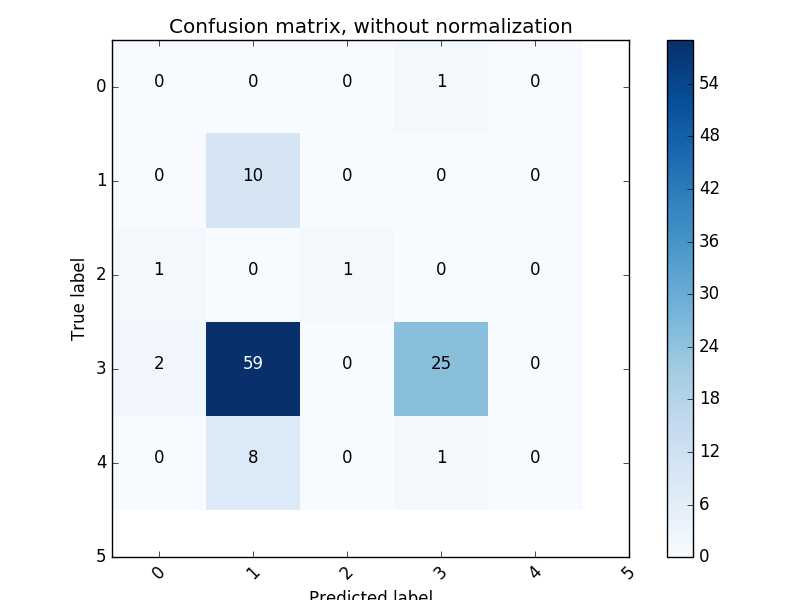 Confusion matrix, without normalization
0 0 0 0 1 0
1 0 10 0 0 0
2 1 0 1 0 0
3 2 59 0 25 0
4 0 8 0 1 0
5
True label
0 1 2 3 4 5
Predicted label
54
48
42
36
30
24
18
12
6
0